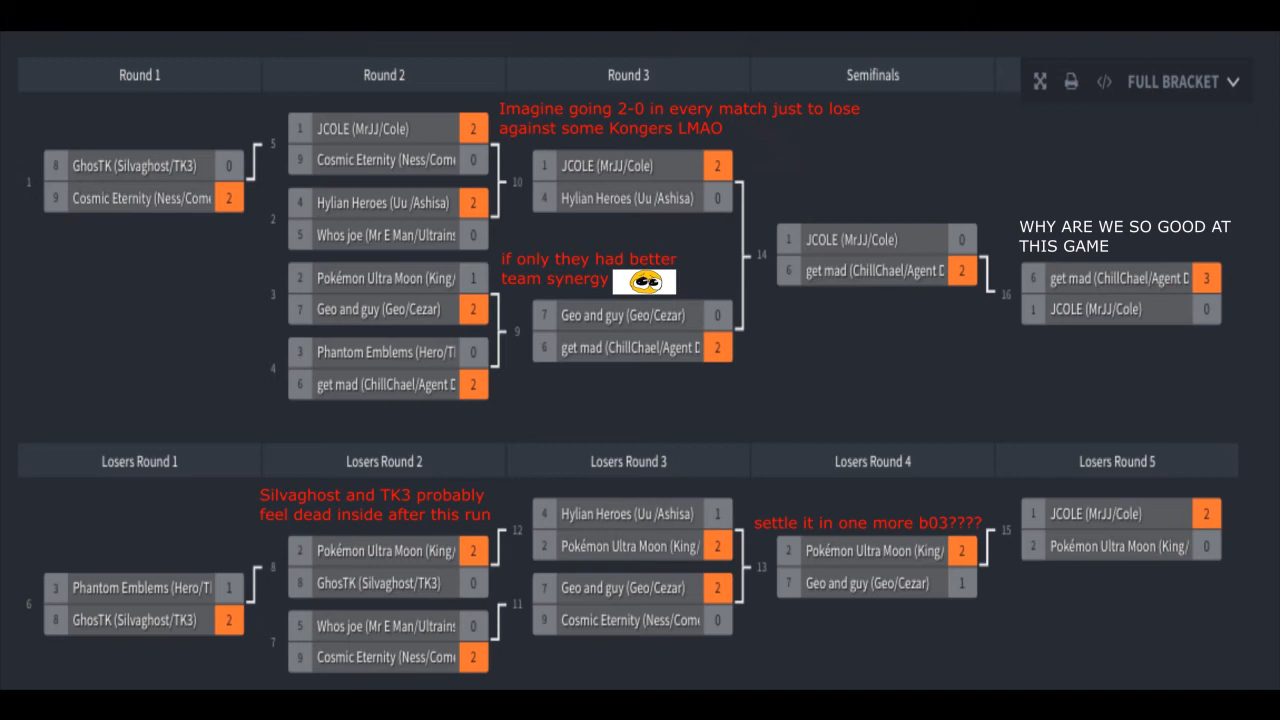 Round 1
Round 2
Round 3
Semifinals
FULL BRACKET
Imagine going 2-0 in every match just to lose
against some Kongers LMAO
1
8 GhosTK (Silvaghost/TK3) 0
9 Cosmic Eternity (Ness/Come 2
5
1 JCOLE (MrJJ/Cole) 2
9 Cosmic Eternity (Ness/Come 0
2
4 Hylian Heroes (Uu /Ashisa) 2
5 Whos joe (Mr E Man/Ultrains 0
3
2 Pokémon Ultra Moon (King/ 1
7 Geo and guy (Geo/Cezar) 2
4
3 Phantom Emblems (Hero/Tl 0
6 get mad (ChillChael/Agent D 2
10
1 JCOLE (MrJJ/Cole) 2
4 Hylian Heroes (Uu /Ashisa) 0
if only they had better
team synergy
9
7 Geo and guy (Geo/Cezar) 0
6 get mad (ChillChael/Agent D 2
14
1 JCOLE (MrJJ/Cole) 0
6 get mad (ChillChael/Agent D 2
WHY ARE WE SO GOOD AT
THIS GAME
16
6 get mad (ChillChael/Agent D 3
1 JCOLE (MrJJ/Cole) 0
Losers Round 1
Losers Round 2
Losers Round 3
Losers Round 4
Losers Round 5
6
3 Phantom Emblems (Hero/Tl 1
8 GhosTK (Silvaghost/TK3) 2
Silvaghost and TK3 probably
feel dead inside after this run
8
2 Pokémon Ultra Moon (King/ 2
8 GhosTK (Silvaghost/TK3) 0
7
5 Whos joe (Mr E Man/Ultrains 0
9 Cosmic Eternity (Ness/Come 2
12
4 Hylian Heroes (Uu /Ashisa) 1
2 Pokémon Ultra Moon (King/ 2
11
7 Geo and guy (Geo/Cezar) 2
9 Cosmic Eternity (Ness/Come 0
settle it in one more b03????
13
2 Pokémon Ultra Moon (King/ 2
7 Geo and guy (Geo/Cezar) 1
15
1 JCOLE (MrJJ/Cole) 2
2 Pokémon Ultra Moon (King/ 0